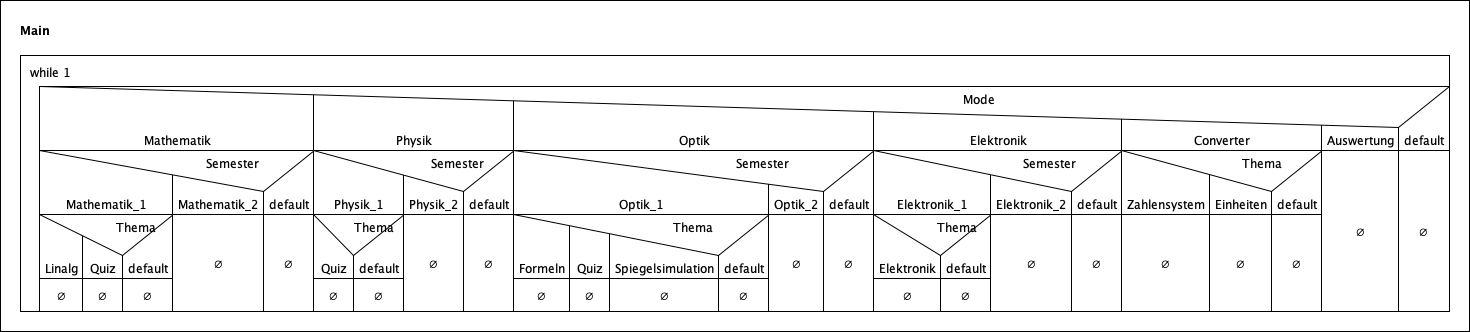 Main
while 1
Mode
Mathematik Physik Optik Elektronik Converter Auswertung default
Semester Semester Semester Semester Thema
Mathematik_1 Mathematik_2 default Physik_1 Physik_2 default Optik_1 Optik_2 default Elektronik_1 Elektronik_2 default Zahlensystem Einheiten default
Thema Thema Thema Thema
∅ ∅
∅ ∅ ∅ ∅ ∅ ∅ ∅ ∅ ∅ ∅ ∅
Linalg Quiz default Quiz default Formeln Quiz Spiegelsimulation default Elektronik default
∅ ∅ ∅ ∅ ∅ ∅ ∅ ∅ ∅ ∅ ∅